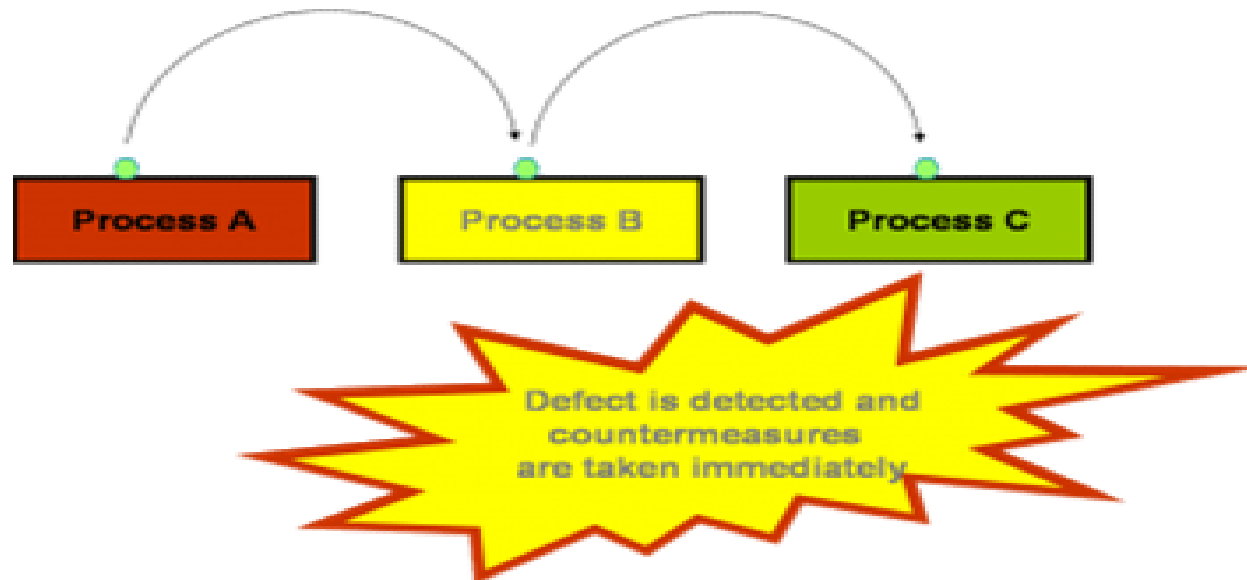 Process A
Process B
Process C
Defect is detected and
countermeasures
are taken immediately